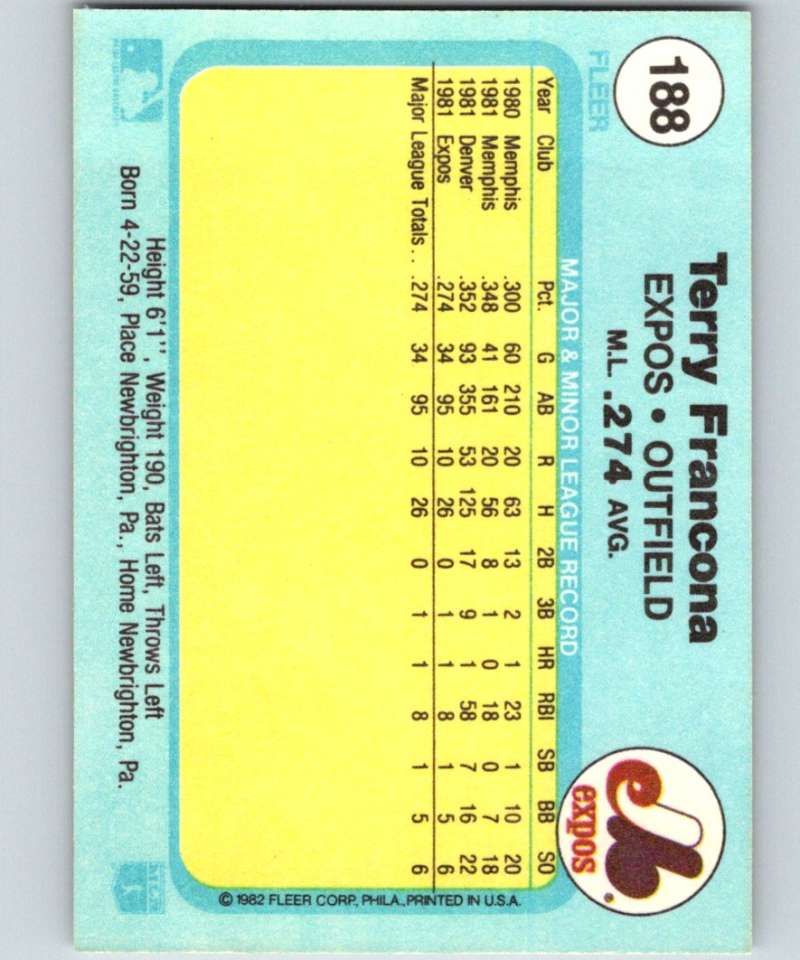 188
FLEER
Terry Francona
EXPOS • OUTFIELD
M.L. .274 AVG.
expos
MAJOR & MINOR LEAGUE RECORD
Year Club Pct. G AB R H 2B 3B HR RBI SB BB SO
1980 Memphis .300 60 210 20 63 13 2 1 23 1 10 20
1981 Memphis .348 41 161 20 56 8 1 0 18 0 7 18
1981 Denver .352 93 355 53 125 17 9 1 58 7 16 22
1981 Expos .274 34 95 10 26 0 1 1 8 1 5 6
Major League Totals . . .274 34 95 10 26 0 1 1 8 1 5 6
© 1982 FLEER CORP., PHILA., PRINTED IN U.S.A.
Height 6'1'', Weight 190, Bats Left, Throws Left
Born 4-22-59, Place Newbrighton, Pa., Home Newbrighton, Pa.